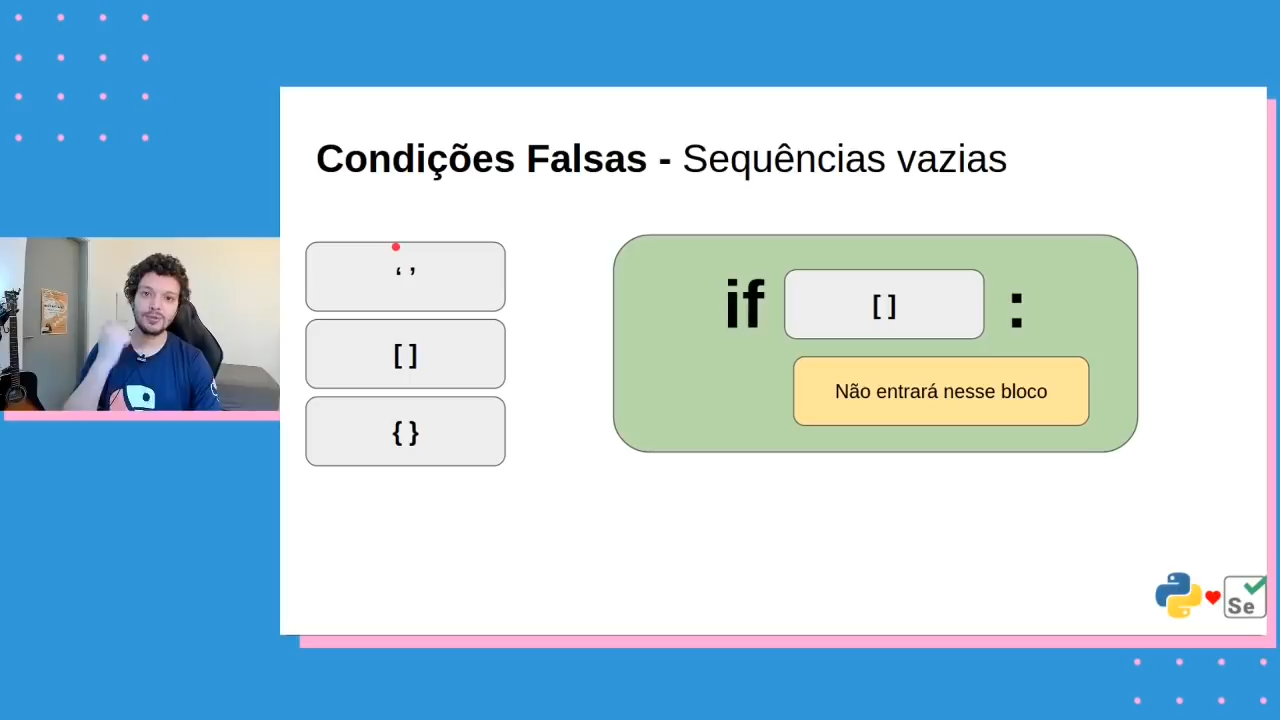 Condições Falsas - Sequências vazias
‘ ’
[ ]
{ }
if [ ] :
Não entrará nesse bloco
Se